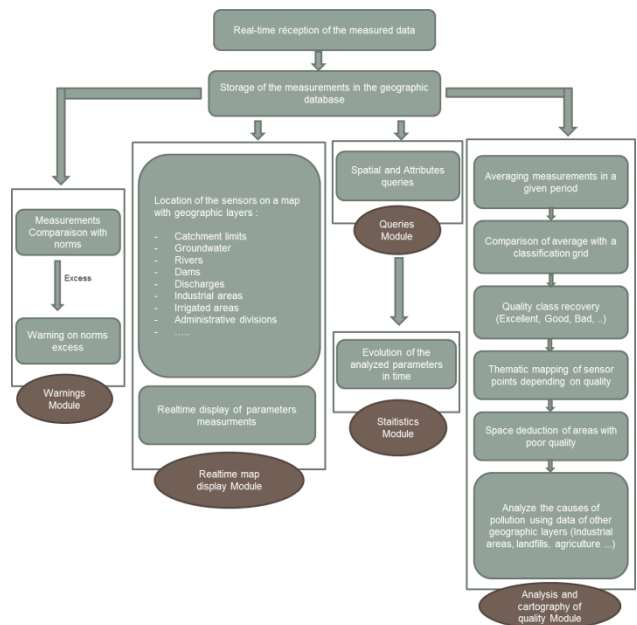 Real-time réception of the measured data
Storage of the measurements in the geographic
database
Measurements
Comparaison with
norms
Excess
Warning on norms
excess
Warnings
Module
Location of the sensors on a map
with geographic layers :
- Catchment limits
- Groundwater
- Rivers
- Dams
- Discharges
- Industrial areas
- Irrigated areas
- Administrative divisions
- .....
Realtime display of parameters
measurments
Realtime map
display Module
Spatial and Attributes
queries
Queries
Module
Evolution of the
analyzed parameters
in time
Staitistics
Module
Averaging measurements in a
given period
Comparison of average with a
classification grid
Quality class recovery
(Excellent, Good, Bad, ..)
Thematic mapping of sensor
points depending on quality
Space deduction of areas with
poor quality
Analyze the causes of
pollution using data of other
geographic layers (Industrial
areas, landfills, agriculture ...)
Analysis and
cartography of
quality Module